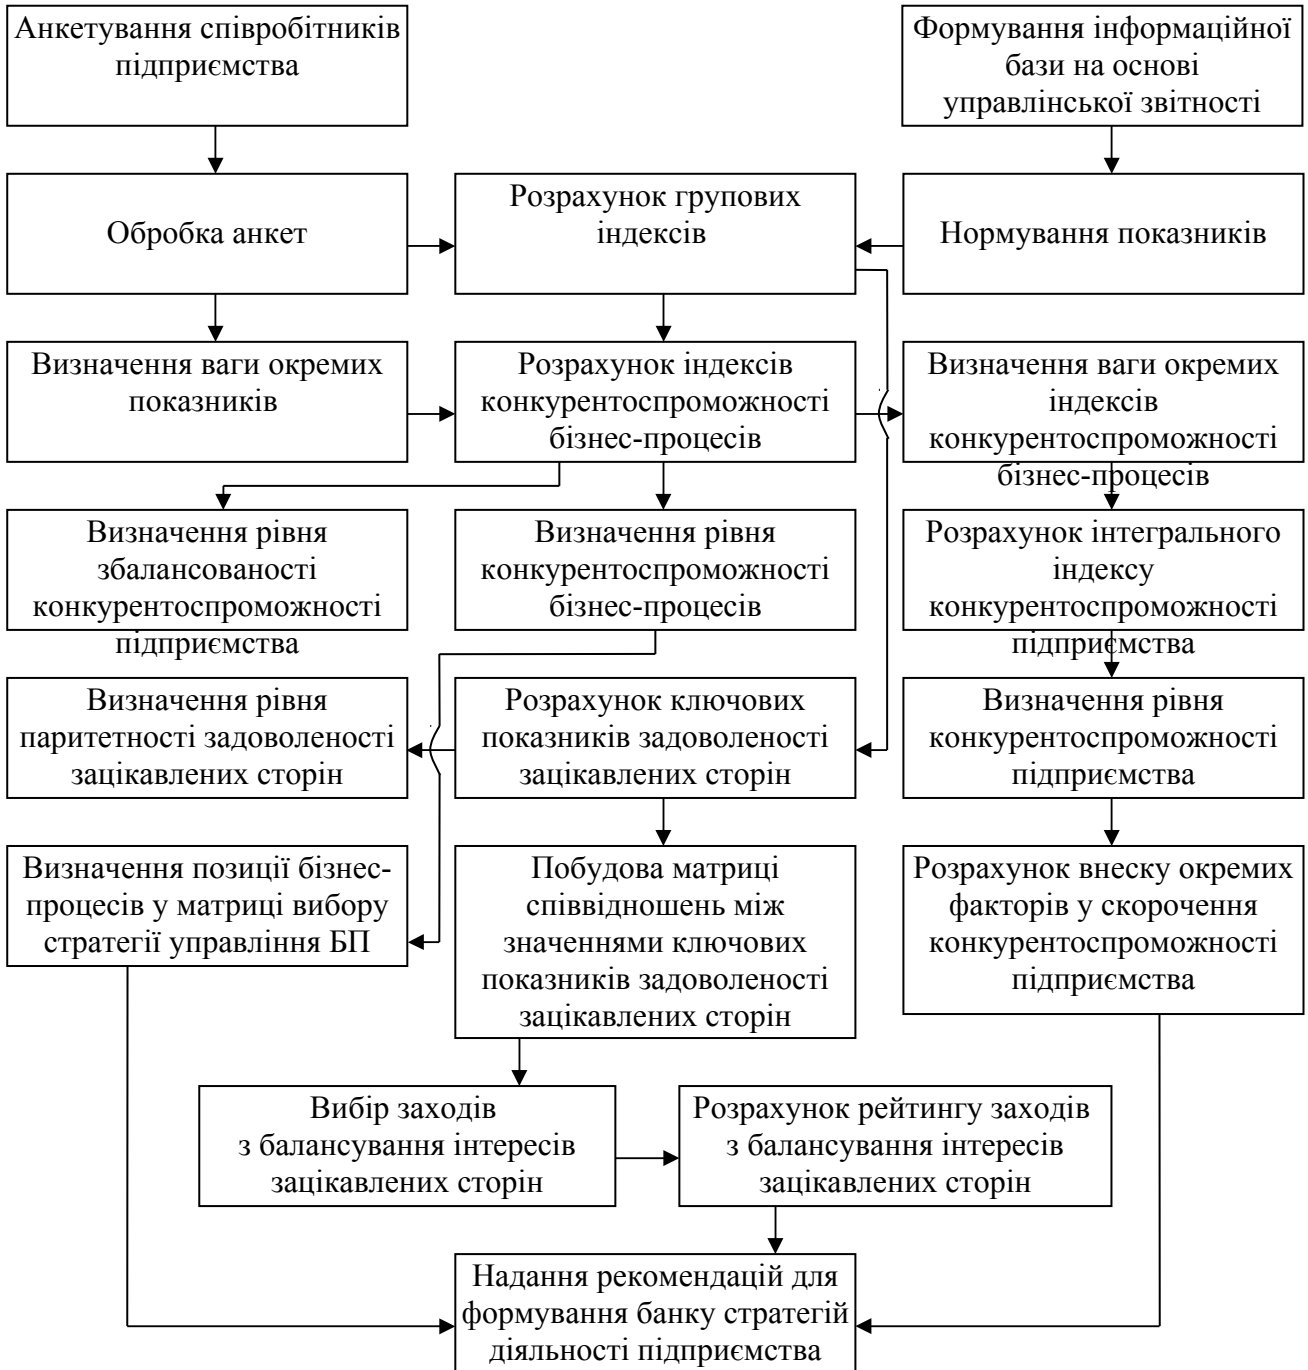 Анкетування співробітників
підприємства
Формування інформаційної
бази на основі
управлінської звітності
Обробка анкет
Розрахунок групових
індексів
Нормування показників
Визначення ваги окремих
показників
Розрахунок індексів
конкурентоспроможності
бізнес-процесів
Визначення ваги окремих
індексів
конкурентоспроможності
бізнес-процесів
Визначення рівня
збалансованості
конкурентоспроможності
підприємства
Визначення рівня
конкурентоспроможності
бізнес-процесів
Розрахунок інтегрального
індексу
конкурентоспроможності
підприємства
Визначення рівня
паритетності задоволеності
зацікавлених сторін
Розрахунок ключових
показників задоволеності
зацікавлених сторін
Визначення рівня
конкурентоспроможності
підприємства
Визначення позиції бізнес-
процесів у матриці вибору
стратегії управління БП
Побудова матриці
співвідношень між
значеннями ключових
показників задоволеності
зацікавлених сторін
Розрахунок внеску окремих
факторів у скорочення
конкурентоспроможності
підприємства
Вибір заходів
з балансування інтересів
зацікавлених сторін
Розрахунок рейтингу заходів
з балансування інтересів
зацікавлених сторін
Надання рекомендацій для
формування банку стратегій
діяльності підприємства